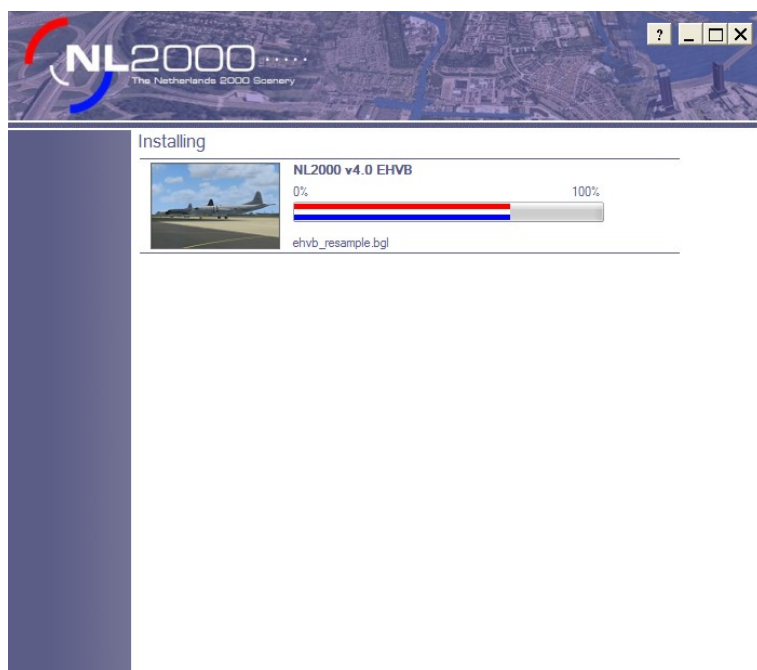 NL2000
The Netherlands 2000 Scenery
?
Installing
NL2000 v4.0 EHVB
0% 100%
ehvb_resample.bgl